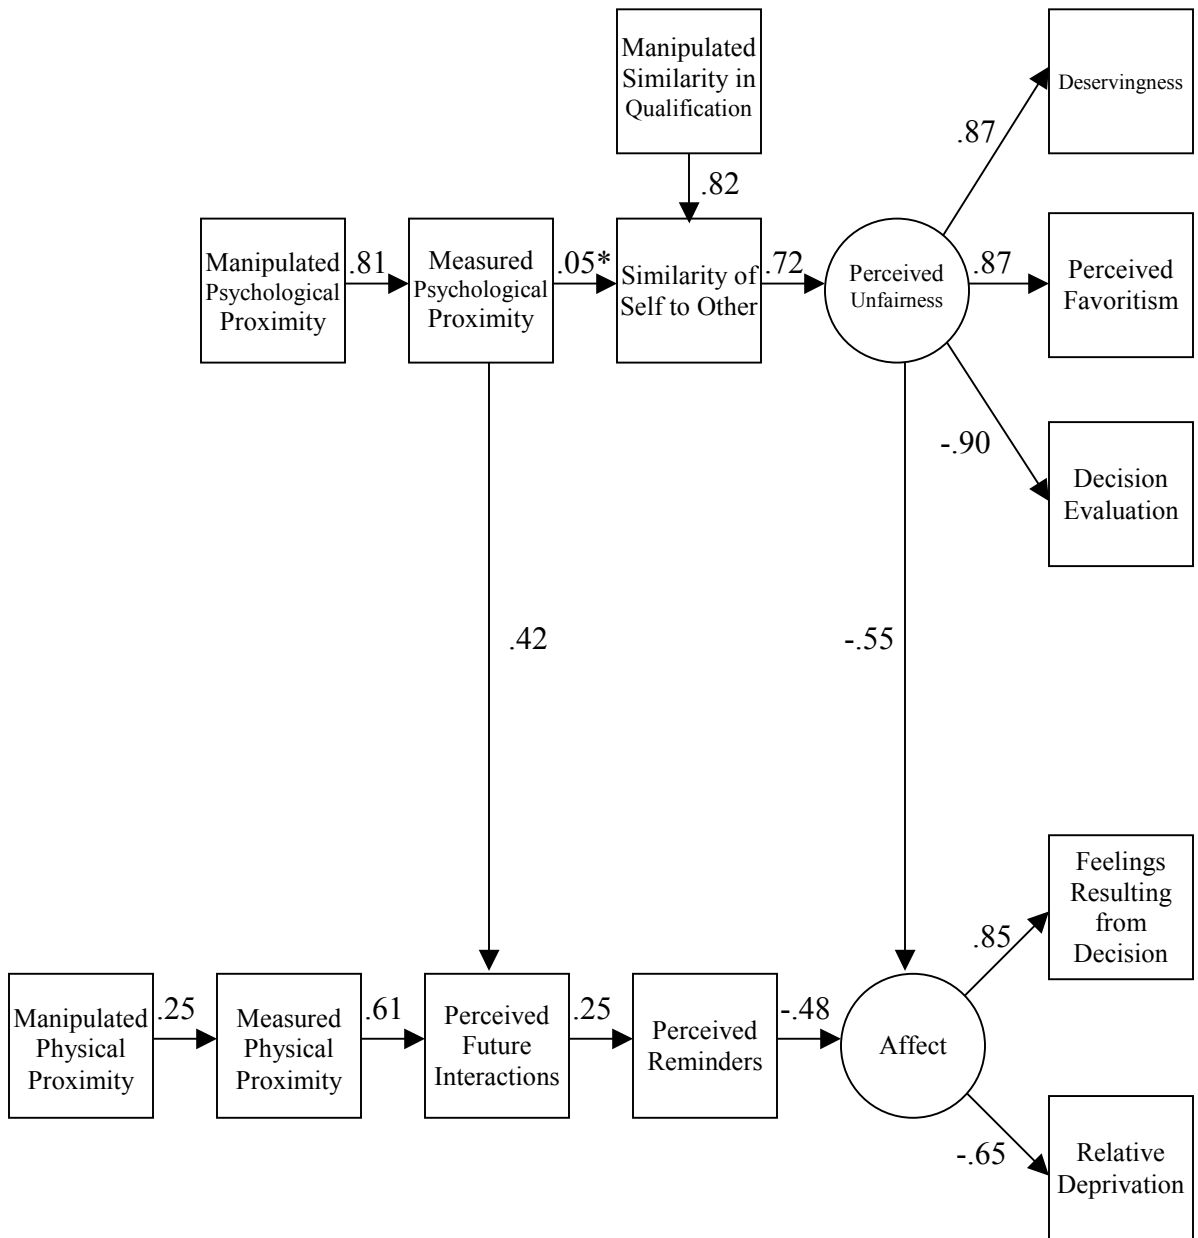 Manipulated
Similarity in
Qualification
Deservingness
.87
.82
Manipulated
Psychological
Proximity
.81
Measured
Psychological
Proximity
.05*
Similarity of
Self to Other
.72
Perceived
Unfairness
.87
Perceived
Favoritism
-.90
Decision
Evaluation
.42
-.55
Feelings
Resulting
from
Decision
.85
Manipulated
Physical
Proximity
.25
Measured
Physical
Proximity
.61
Perceived
Future
Interactions
.25
Perceived
Reminders
-.48
Affect
-.65
Relative
Deprivation